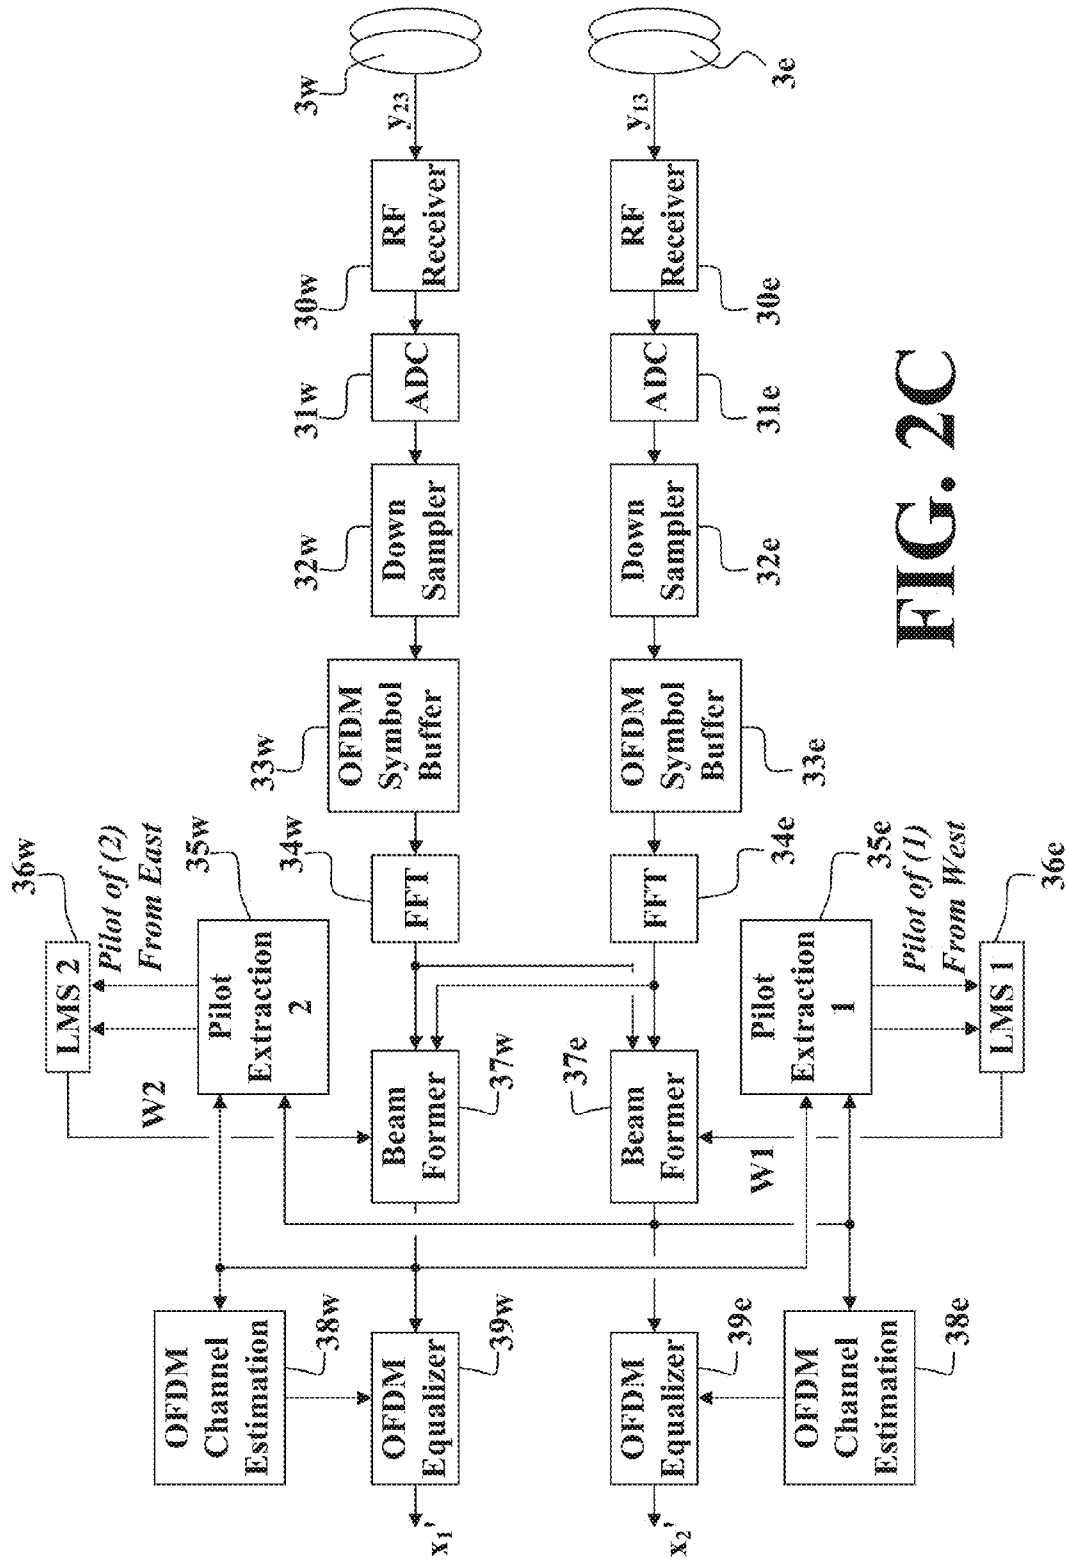 3w
3e
y23
y13
RF
Receiver
30w
RF
Receiver
30e
ADC
31w
ADC
31e
Down
Sampler
32w
Down
Sampler
32e
OFDM
Symbol
Buffer
33w
OFDM
Symbol
Buffer
33e
FFT
34w
FFT
34e
Pilot
Extraction
2
35w
Pilot of (2)
From East
LMS 2
36w
W2
Pilot
Extraction
1
35e
Pilot of (1)
From West
LMS 1
36e
W1
Beam
Former
37w
Beam
Former
37e
OFDM
Channel
Estimation
38w
OFDM
Equalizer
39w
OFDM
Equalizer
39e
OFDM
Channel
Estimation
38e
x1'
x2'
FIG. 2C